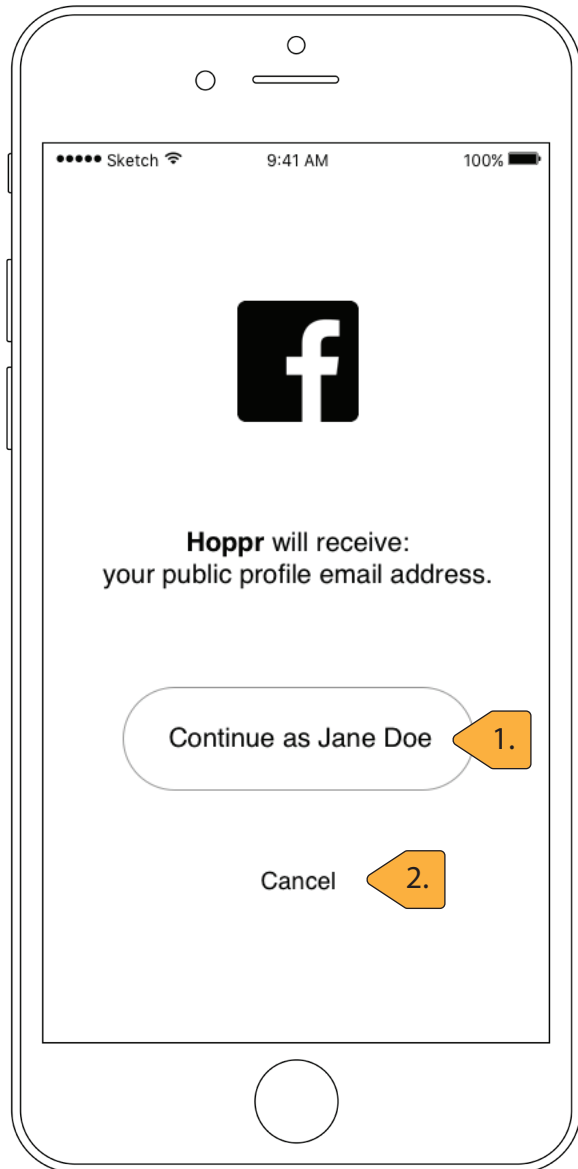 ●●●●● Sketch 9:41 AM 100%
f
Hoppr will receive:
your public profile email address.
Continue as Jane Doe 1.
Cancel 2.